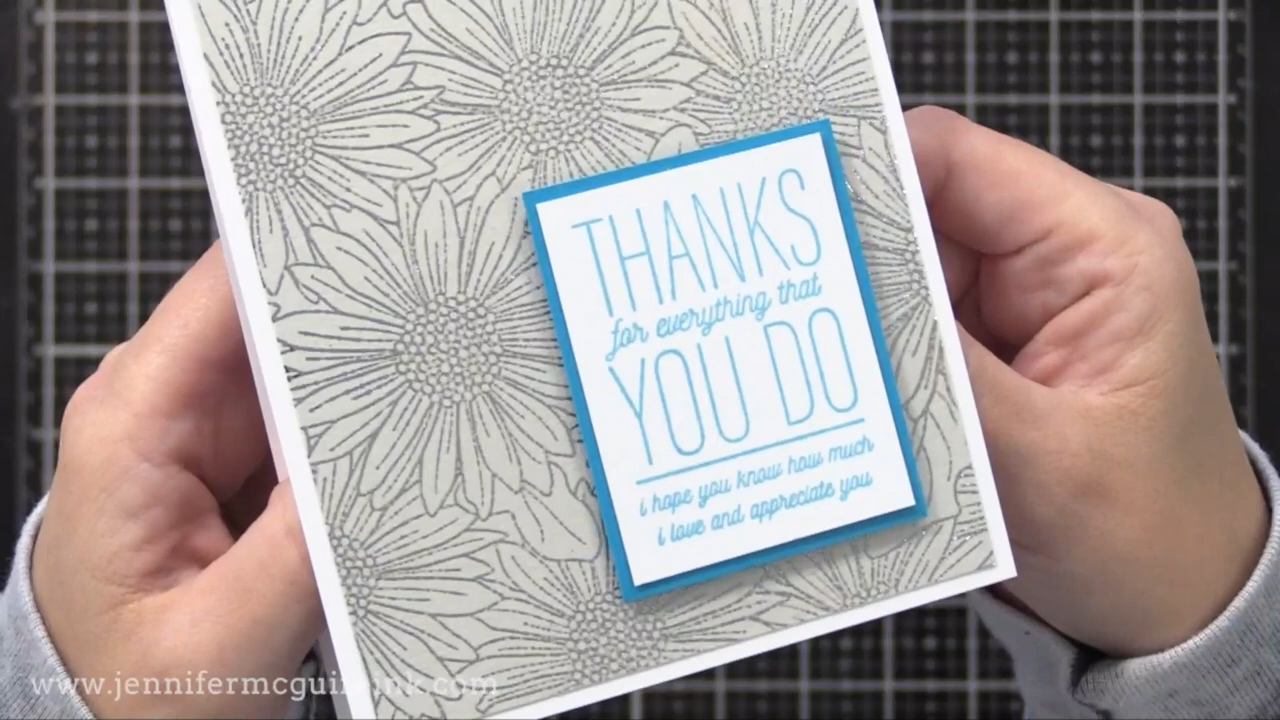 THANKS
for everything that
YOU DO
i hope you know how much
i love and appreciate you
www.jennifermcguireink.com